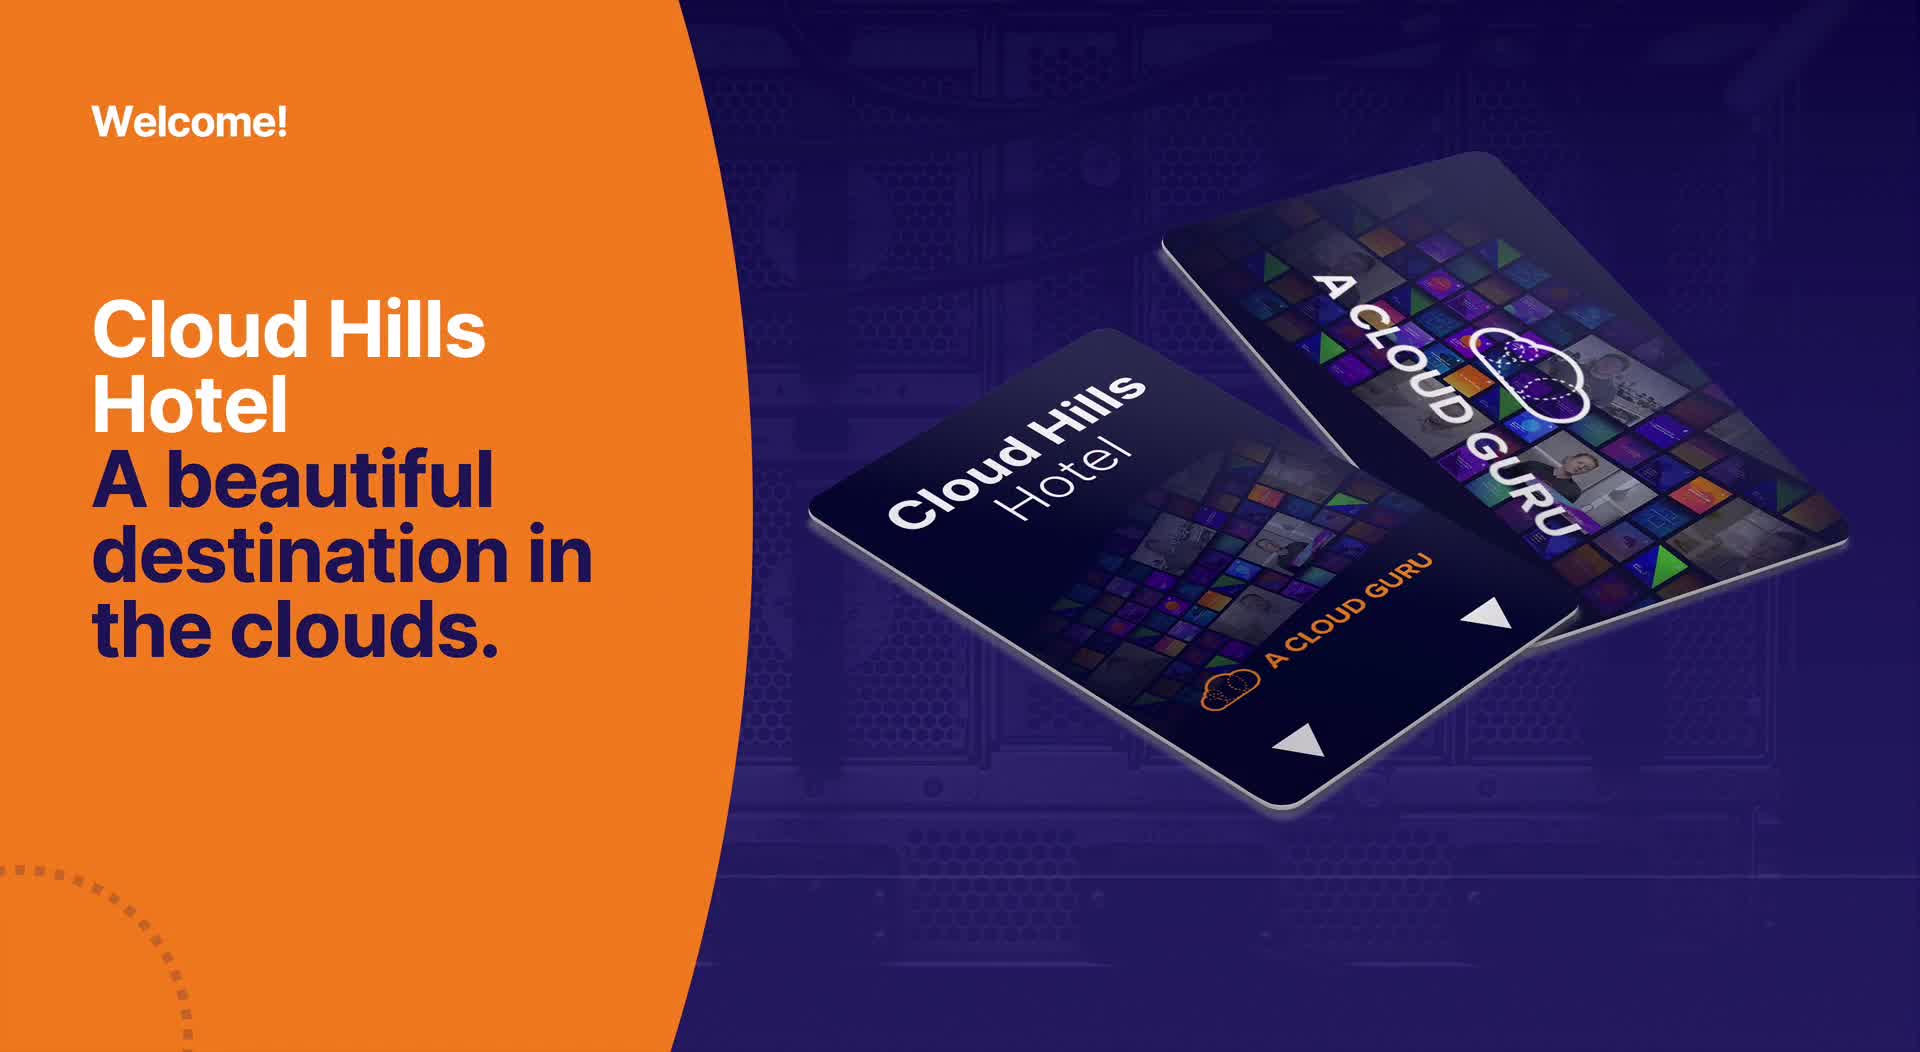 Welcome!
Cloud Hills
Hotel
A beautiful
destination in
the clouds.
Cloud Hills
Hotel
A CLOUD GURU
A CLOUD GURU